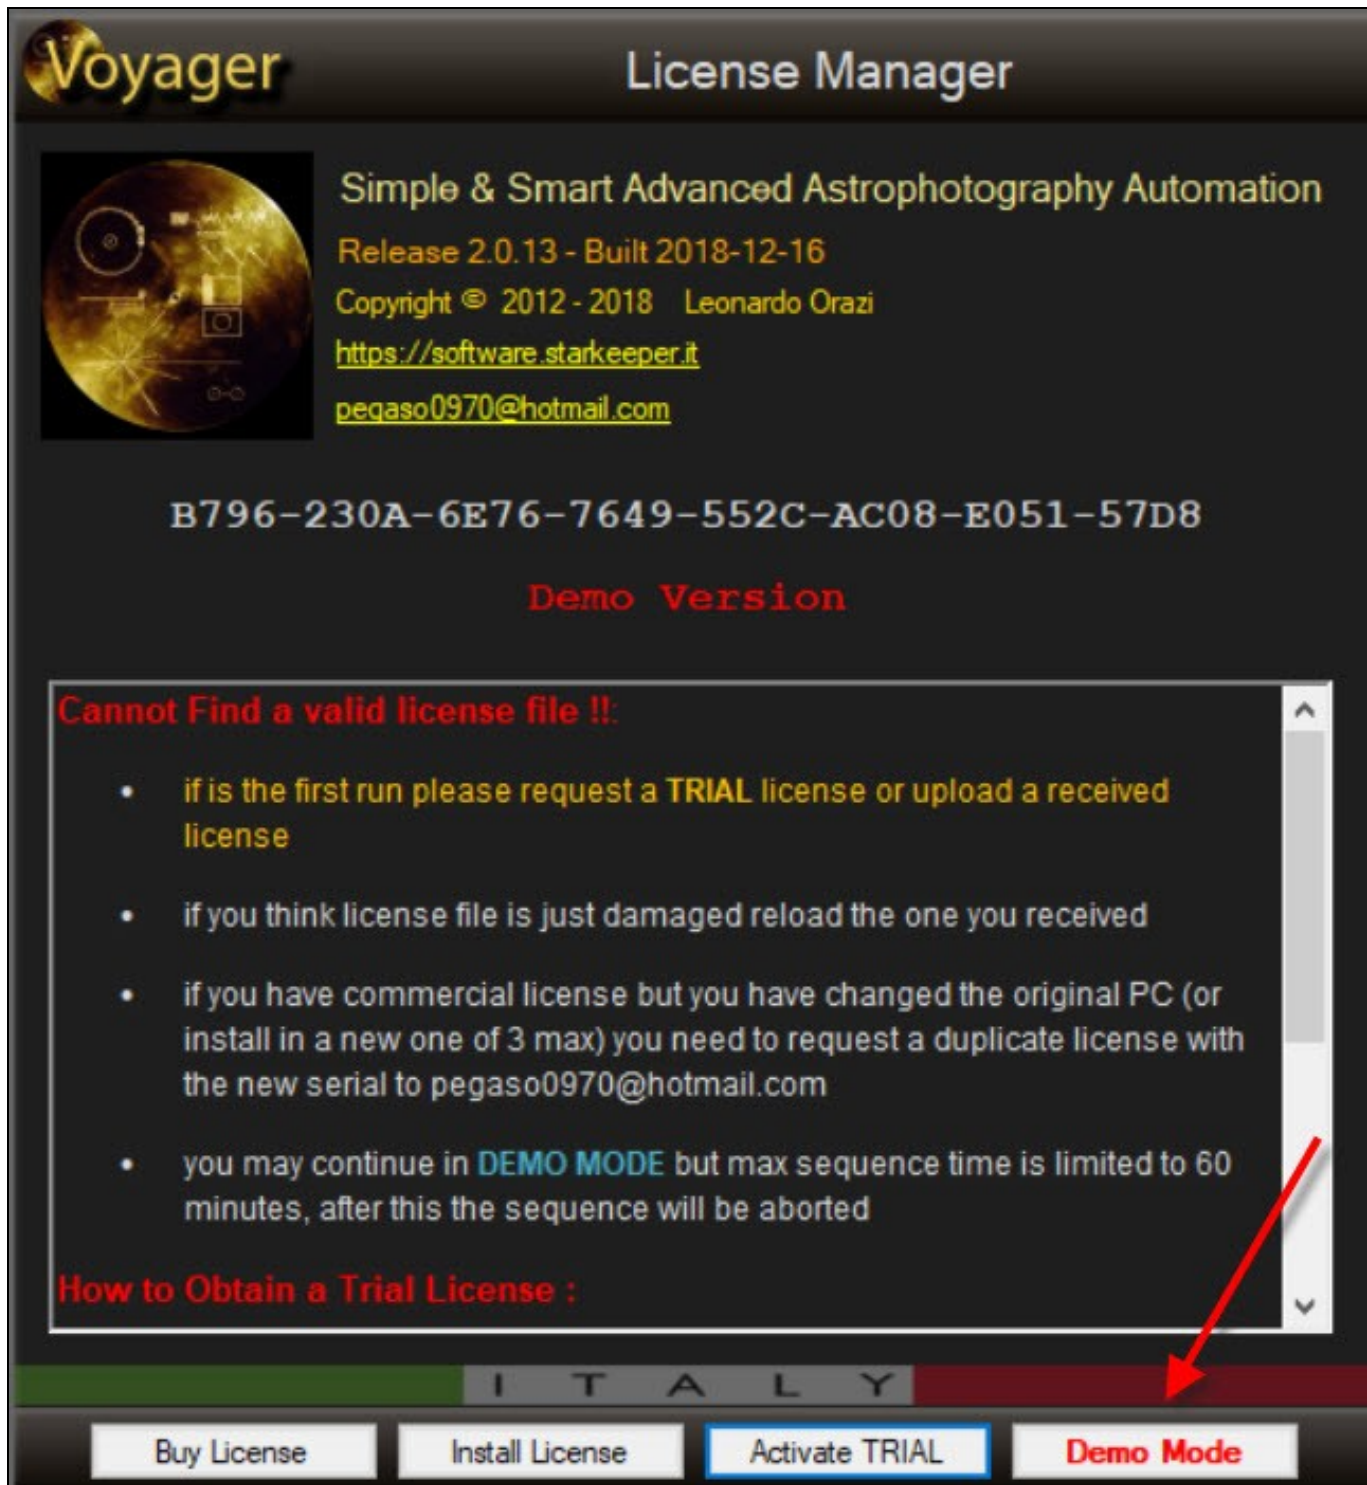 Voyager
License Manager
Simple & Smart Advanced Astrophotography Automation
Release 2.0.13 - Built 2018-12-16
Copyright © 2012 - 2018 Leonardo Orazi
https://software.starkeeper.it
pegaso0970@hotmail.com
B796-230A-6E76-7649-552C-AC08-E051-57D8
Demo Version
Cannot Find a valid license file !!:
• if is the first run please request a TRIAL license or upload a received
license
• if you think license file is just damaged reload the one you received
• if you have commercial license but you have changed the original PC (or
install in a new one of 3 max) you need to request a duplicate license with
the new serial to pegaso0970@hotmail.com
• you may continue in DEMO MODE but max sequence time is limited to 60
minutes, after this the sequence will be aborted
How to Obtain a Trial License :
ITALY
Buy License Install License Activate TRIAL Demo Mode